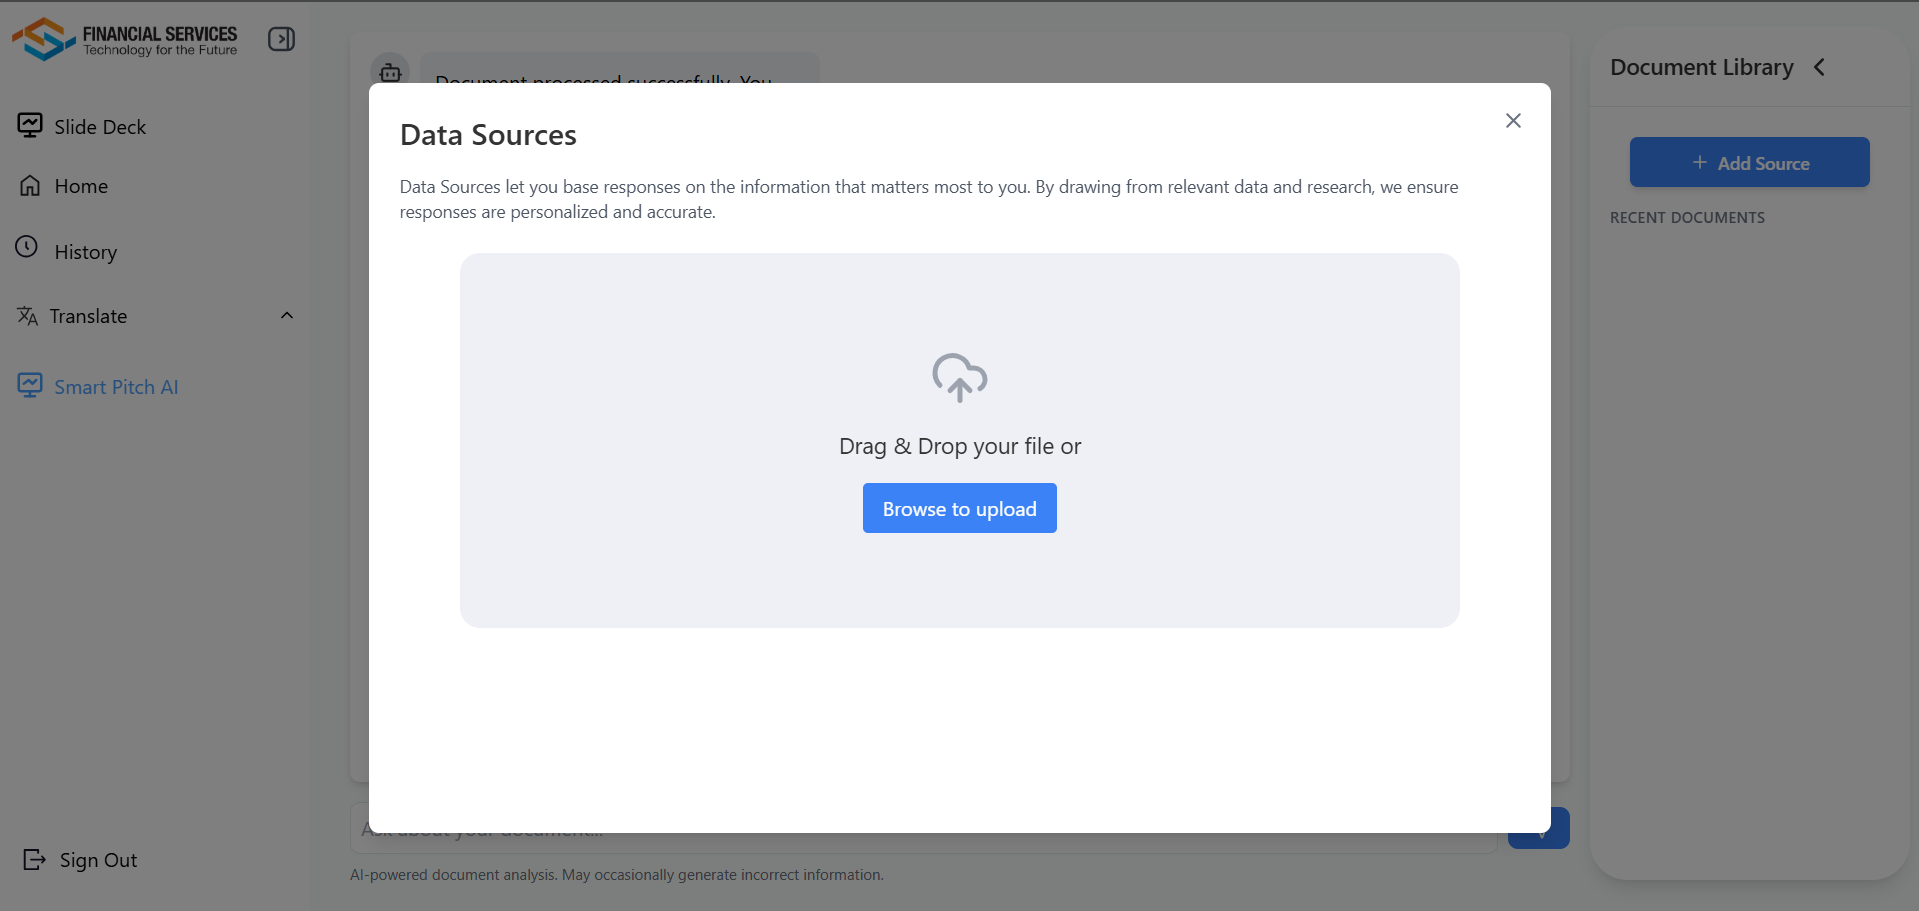 FINANCIAL SERVICES
Technology for the Future
Slide Deck
Home
History
Translate
Smart Pitch AI
Sign Out
Document processed successfully. You
Data Sources
Data Sources let you base responses on the information that matters most to you. By drawing from relevant data and research, we ensure
responses are personalized and accurate.
Drag & Drop your file or
Browse to upload
Ask about your document...
AI-powered document analysis. May occasionally generate incorrect information.
Document Library
+ Add Source
RECENT DOCUMENTS